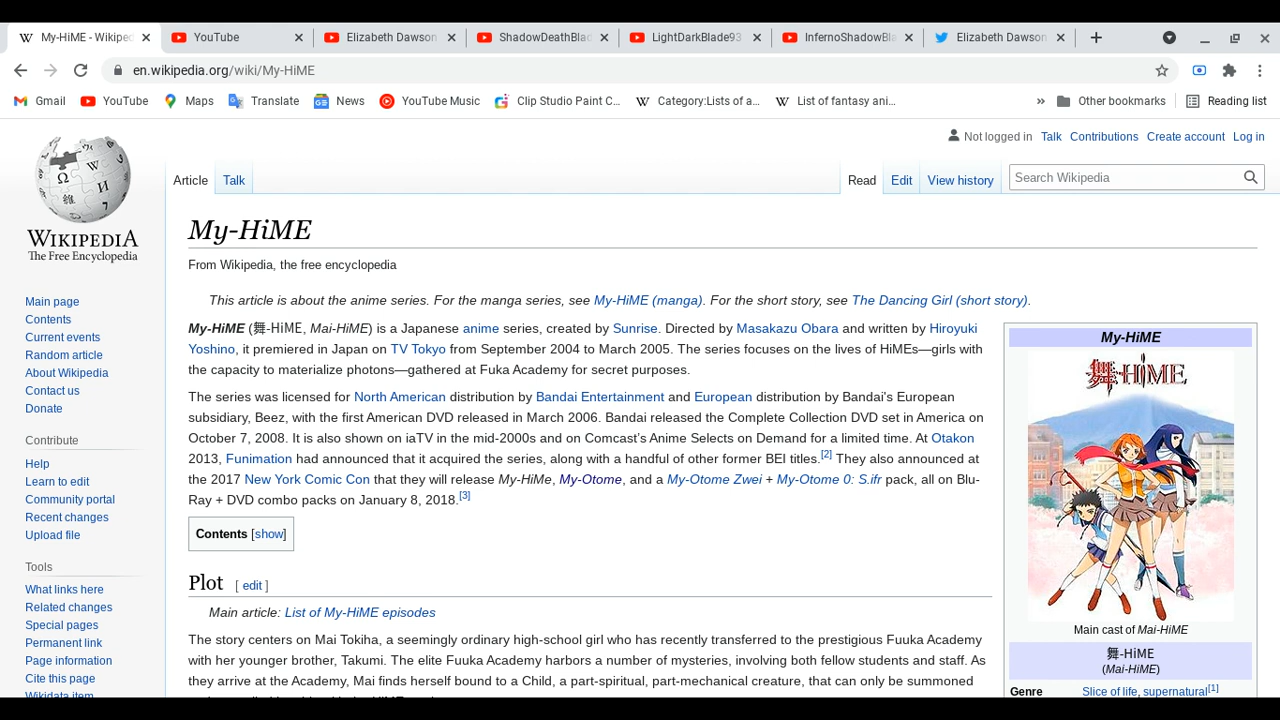 My-HiME - Wikiped
YouTube
Elizabeth Dawson
ShadowDeathBlad
LightDarkBlade93
InfernoShadowBla
Elizabeth Dawson
en.wikipedia.org/wiki/My-HiME
Gmail
YouTube
Maps
Translate
News
YouTube Music
Clip Studio Paint C...
Category:Lists of a...
List of fantasy ani...
»
Other bookmarks
Reading list
Not logged in Talk Contributions Create account Log in
Article Talk
Read Edit View history
Search Wikipedia
WIKIPEDIA
The Free Encyclopedia
Main page
Contents
Current events
Random article
About Wikipedia
Contact us
Donate
Contribute
Help
Learn to edit
Community portal
Recent changes
Upload file
Tools
What links here
Related changes
Special pages
Permanent link
Page information
Cite this page
Wikidata item
My-HiME
From Wikipedia, the free encyclopedia
This article is about the anime series. For the manga series, see My-HiME (manga). For the short story, see The Dancing Girl (short story).
My-HiME (舞-HiME, Mai-HiME) is a Japanese anime series, created by Sunrise. Directed by Masakazu Obara and written by Hiroyuki
Yoshino, it premiered in Japan on TV Tokyo from September 2004 to March 2005. The series focuses on the lives of HiMEs—girls with
the capacity to materialize photons—gathered at Fuka Academy for secret purposes.
The series was licensed for North American distribution by Bandai Entertainment and European distribution by Bandai's European
subsidiary, Beez, with the first American DVD released in March 2006. Bandai released the Complete Collection DVD set in America on
October 7, 2008. It is also shown on iaTV in the mid-2000s and on Comcast's Anime Selects on Demand for a limited time. At Otakon
2013, Funimation had announced that it acquired the series, along with a handful of other former BEI titles.[2] They also announced at
the 2017 New York Comic Con that they will release My-HiMe, My-Otome, and a My-Otome Zwei + My-Otome 0: S.ifr pack, all on Blu-
Ray + DVD combo packs on January 8, 2018.[3]
Contents [show]
Plot [ edit ]
Main article: List of My-HiME episodes
The story centers on Mai Tokiha, a seemingly ordinary high-school girl who has recently transferred to the prestigious Fuuka Academy
with her younger brother, Takumi. The elite Fuuka Academy harbors a number of mysteries, involving both fellow students and staff. As
they arrive at the Academy, Mai finds herself bound to a Child, a part-spiritual, part-mechanical creature, that can only be summoned
My-HiME
舞-HiME
Main cast of Mai-HiME
舞-HiME
(Mai-HiME)
Genre Slice of life, supernatural[1]